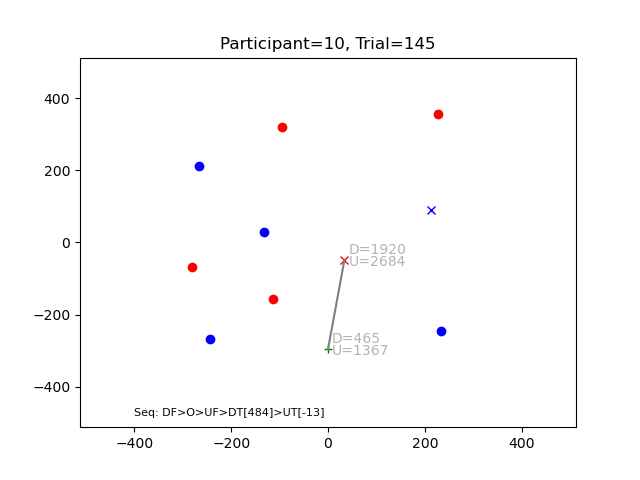 Participant=10, Trial=145
400
200
0
−200
−400
D=1920
U=2684
D=465
U=1367
Seq: DF>O>UF>DT[484]>UT[-13]
−400
−200
0
200
400